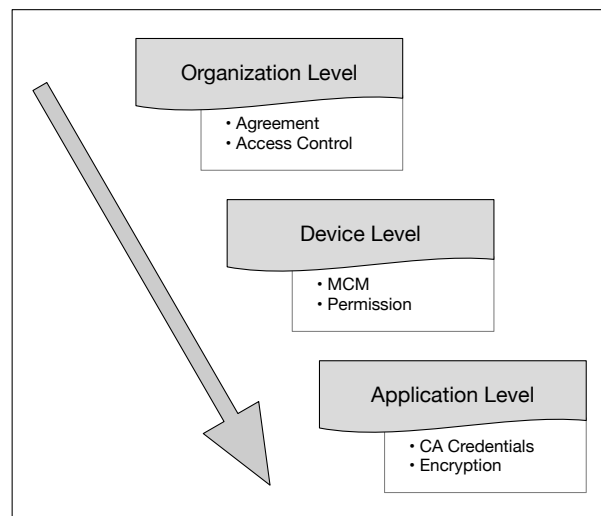 Organization Level
• Agreement
• Access Control
Device Level
• MCM
• Permission
Application Level
• CA Credentials
• Encryption